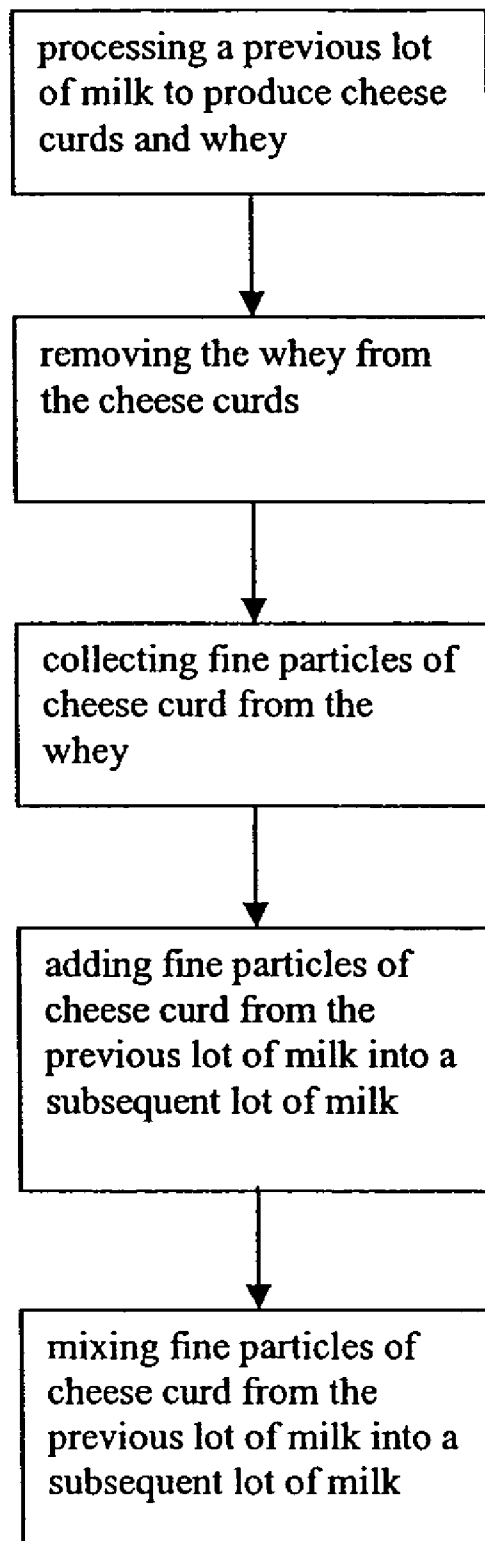 processing a previous lot
of milk to produce cheese
curds and whey
removing the whey from
the cheese curds
collecting fine particles of
cheese curd from the
whey
adding fine particles of
cheese curd from the
previous lot of milk into a
subsequent lot of milk
mixing fine particles of
cheese curd from the
previous lot of milk into a
subsequent lot of milk